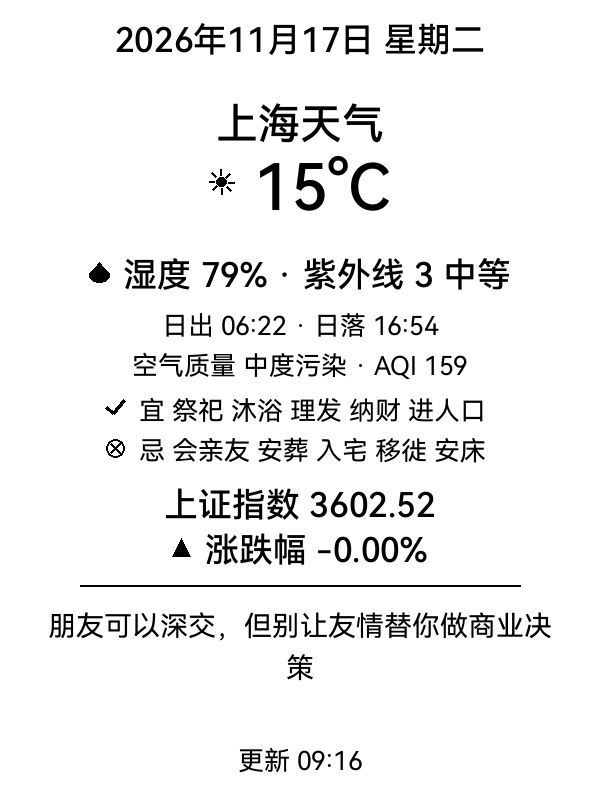 2026年11月17日 星期二
上海天气
15°C
湿度 79% · 紫外线 3 中等
日出 06:22 · 日落 16:54
空气质量 中度污染 · AQI 159
宜 祭祀 沐浴 理发 纳财 进人口
忌 会亲友 安葬 入宅 移徙 安床
上证指数 3602.52
▲ 涨跌幅 -0.00%
朋友可以深交，但别让友情替你做商业决
策
更新 09:16